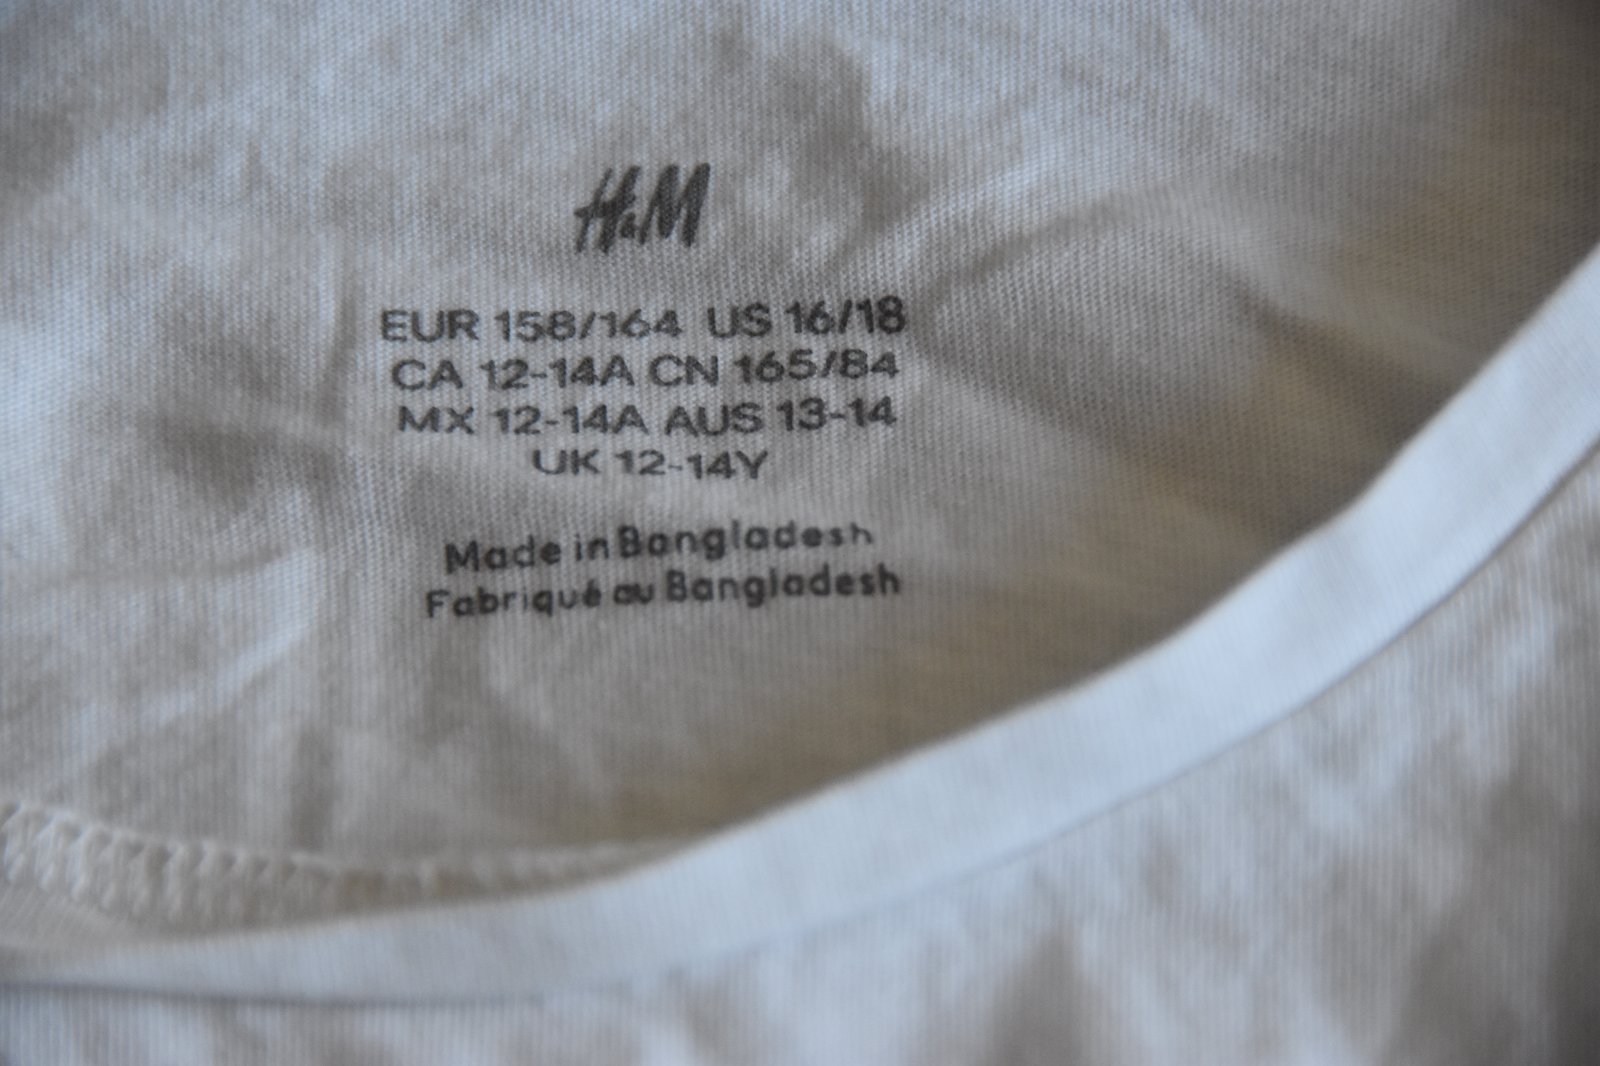 H&M
EUR 158/164 US 16/18
CA 12-14A CN 165/84
MX 12-14A AUS 13-14
UK 12-14Y
Made in Bangladesh
Fabriqué au Bangladesh